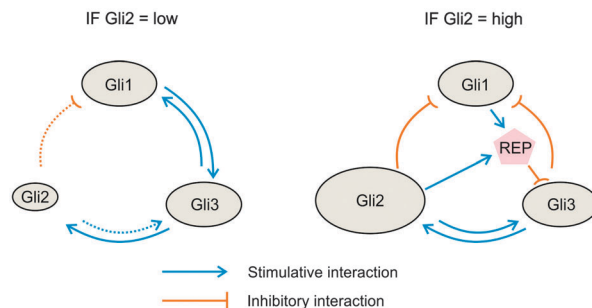 IF Gli2 = low
IF Gli2 = high
Gli1
Gli2
Gli3
Gli1
REP
Gli2
Gli3
Stimulative interaction
Inhibitory interaction